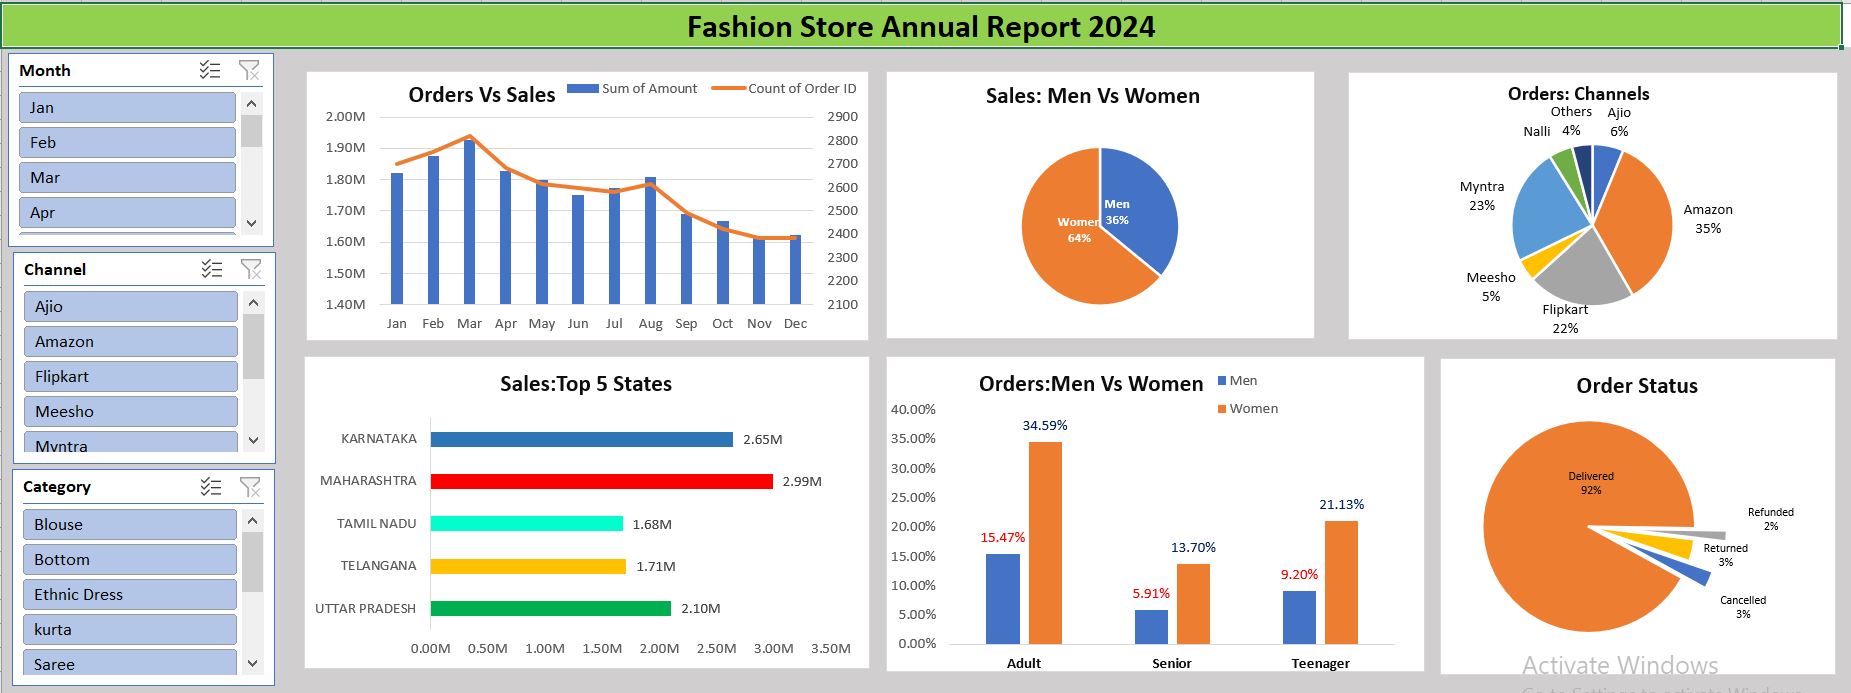 Fashion Store Annual Report 2024
Month
Jan
Feb
Mar
Apr
Channel
Ajio
Amazon
Flipkart
Meesho
Myntra
Category
Blouse
Bottom
Ethnic Dress
kurta
Saree
Orders Vs Sales
Sum of Amount
Count of Order ID
2.00M
1.90M
1.80M
1.70M
1.60M
1.50M
1.40M
2900
2800
2700
2600
2500
2400
2300
2200
2100
Jan Feb Mar Apr May Jun Jul Aug Sep Oct Nov Dec
Sales: Men Vs Women
Men
36%
Women
64%
Orders: Channels
Others
4%
Ajio
6%
Nalli
Myntra
23%
Amazon
35%
Meesho
5%
Flipkart
22%
Sales:Top 5 States
KARNATAKA 2.65M
MAHARASHTRA 2.99M
TAMIL NADU 1.68M
TELANGANA 1.71M
UTTAR PRADESH 2.10M
0.00M 0.50M 1.00M 1.50M 2.00M 2.50M 3.00M 3.50M
Orders:Men Vs Women
Men
Women
40.00%
35.00%
30.00%
25.00%
20.00%
15.00%
10.00%
5.00%
0.00%
15.47%
34.59%
5.91%
13.70%
9.20%
21.13%
Adult Senior Teenager
Order Status
Delivered
92%
Refunded
2%
Returned
3%
Cancelled
3%
Activate Windows
Go to Settings to activate Windows